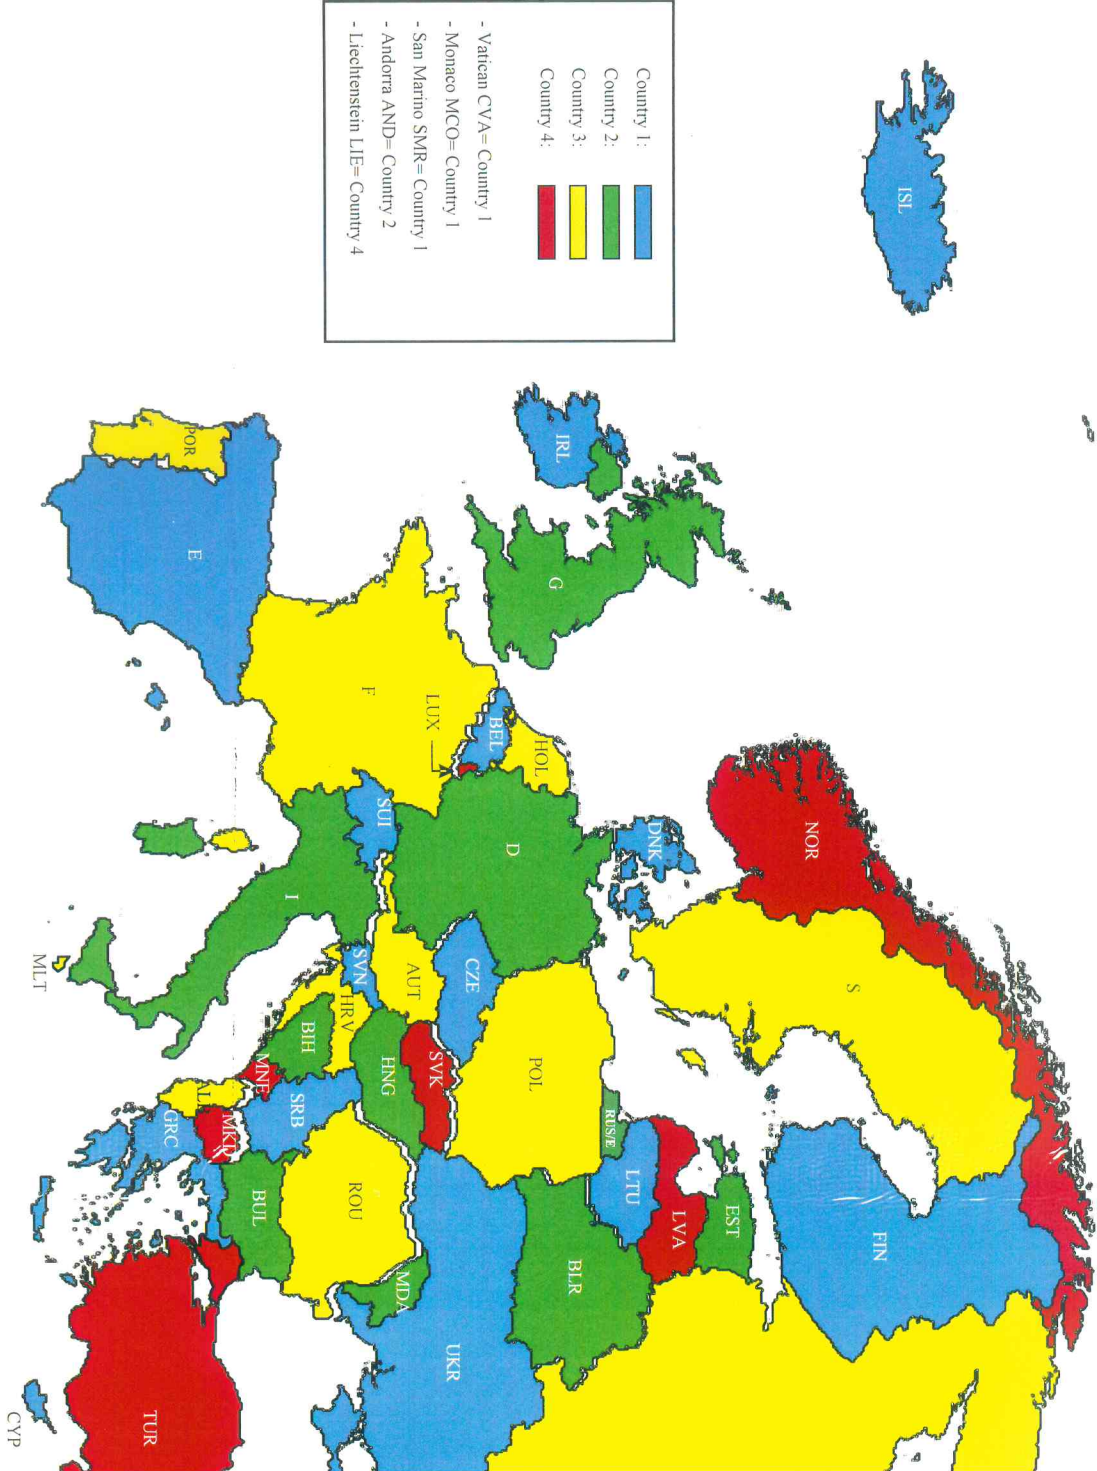 ISL
FIN
S
NOR
EST
LVA
DNK
Country 1:
Country 2:
Country 3:
Country 4:
- Vatican CVA= Country 1
- Monaco MCO= Country 1
- San Marino SMR= Country 1
- Andorra AND= Country 2
- Liechtenstein LIE= Country 4
LTU
RUS/E
BLR
IRL
G
HOL
POL
D
BEL
CZE
UKR
SVK
LUX
AUT
MDA
HNG
SUI
F
SVN
ROU
HRV
BIH
SRB
I
MNE
BUL
AL
E
POR
GRC
TUR
MLT
CYP